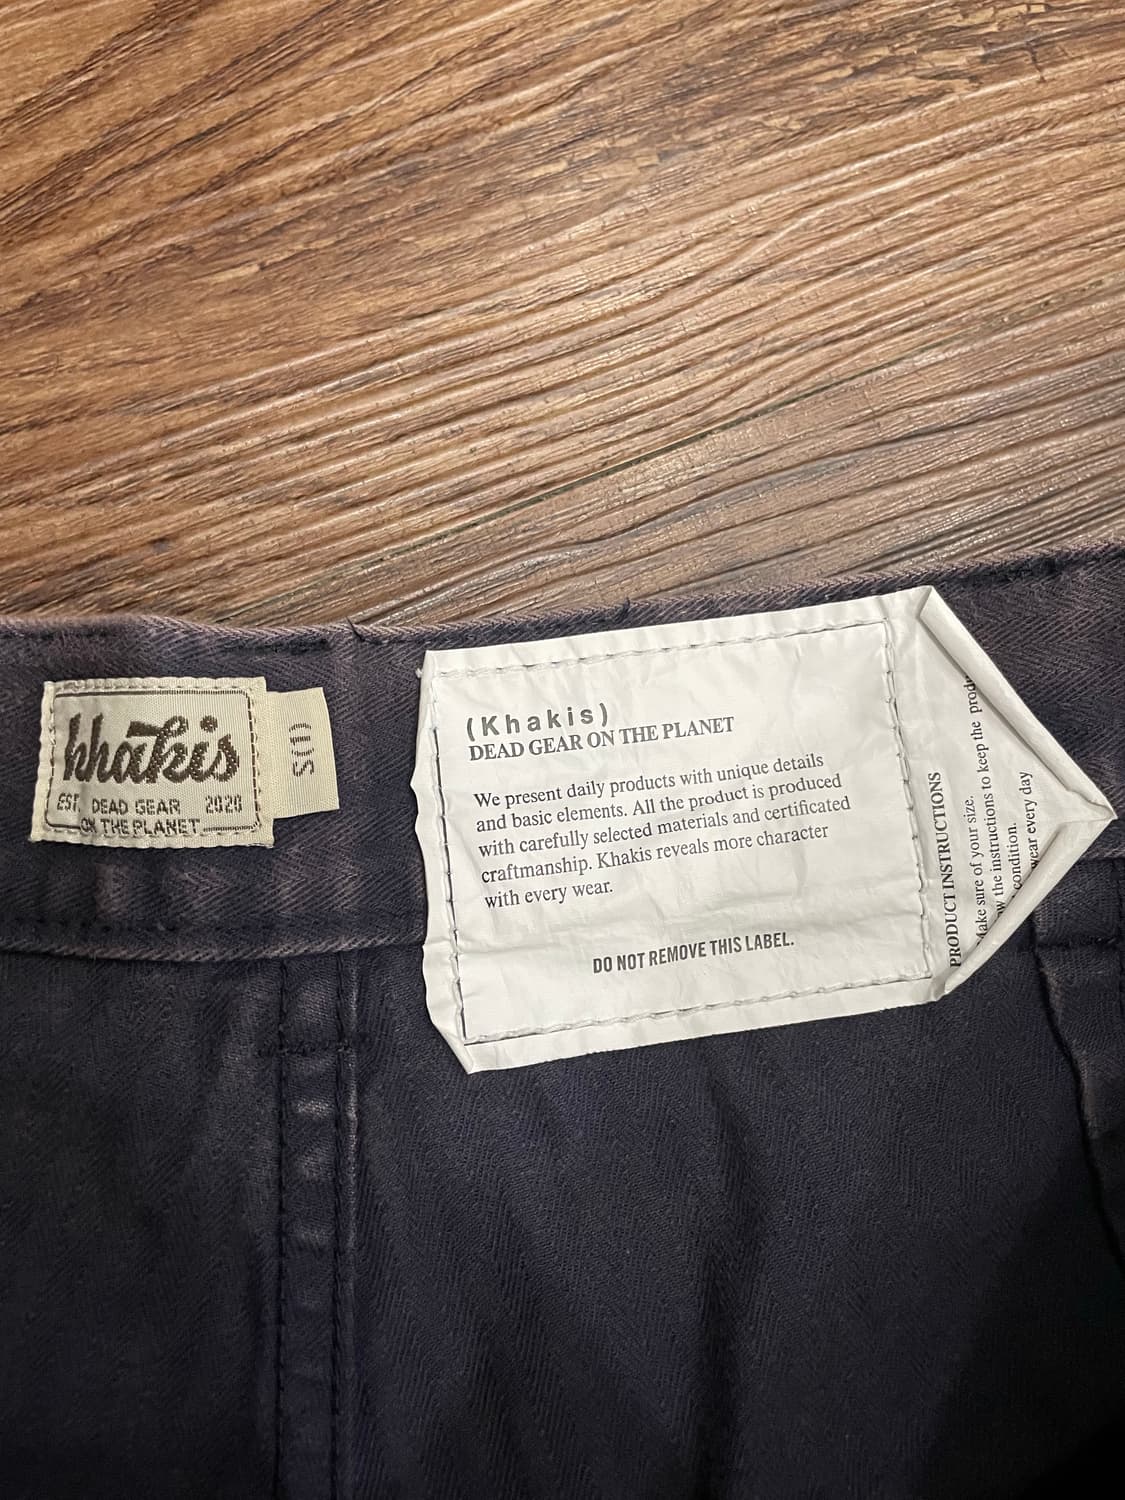 khakis
EST. DEAD GEAR 2020
ON THE PLANET
S(1)
(Khakis)
DEAD GEAR ON THE PLANET
We present daily products with unique details
and basic elements. All the product is produced
with carefully selected materials and certificated
craftmanship. Khakis reveals more character
with every wear.
DO NOT REMOVE THIS LABEL.
PRODUCT INSTRUCTIONS
sure of your size.
the instructions to keep the
condition.
wear every day